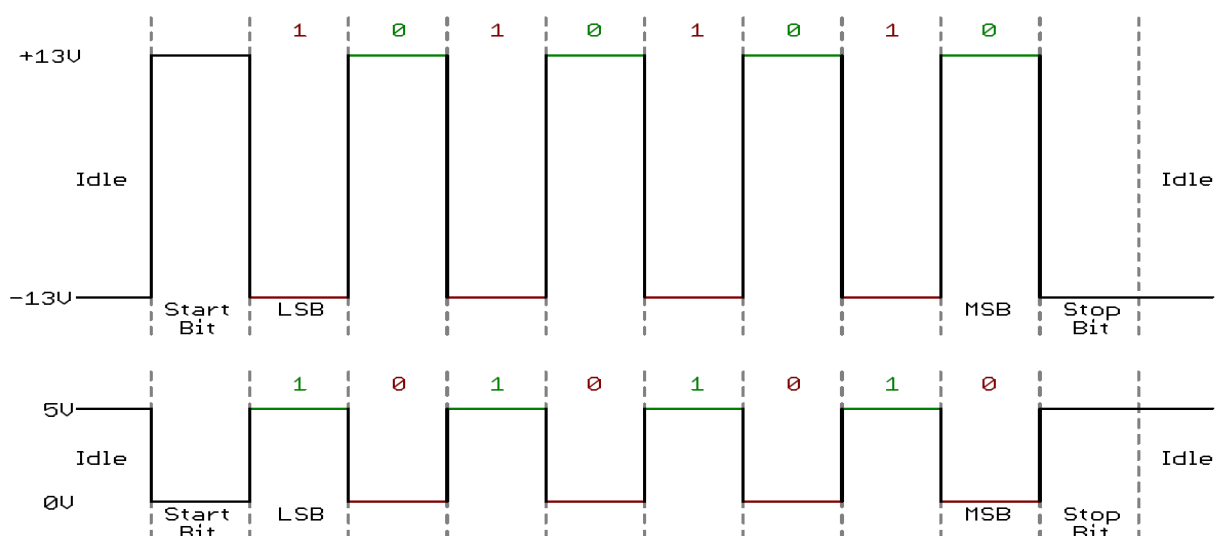 1 0 1 0 1 0 1 0
+13V
Idle Idle
-13V
Start LSB MSB Stop
Bit Bit
1 0 1 0 1 0 1 0
5V
Idle Idle
0V
Start LSB MSB Stop
Bit Bit